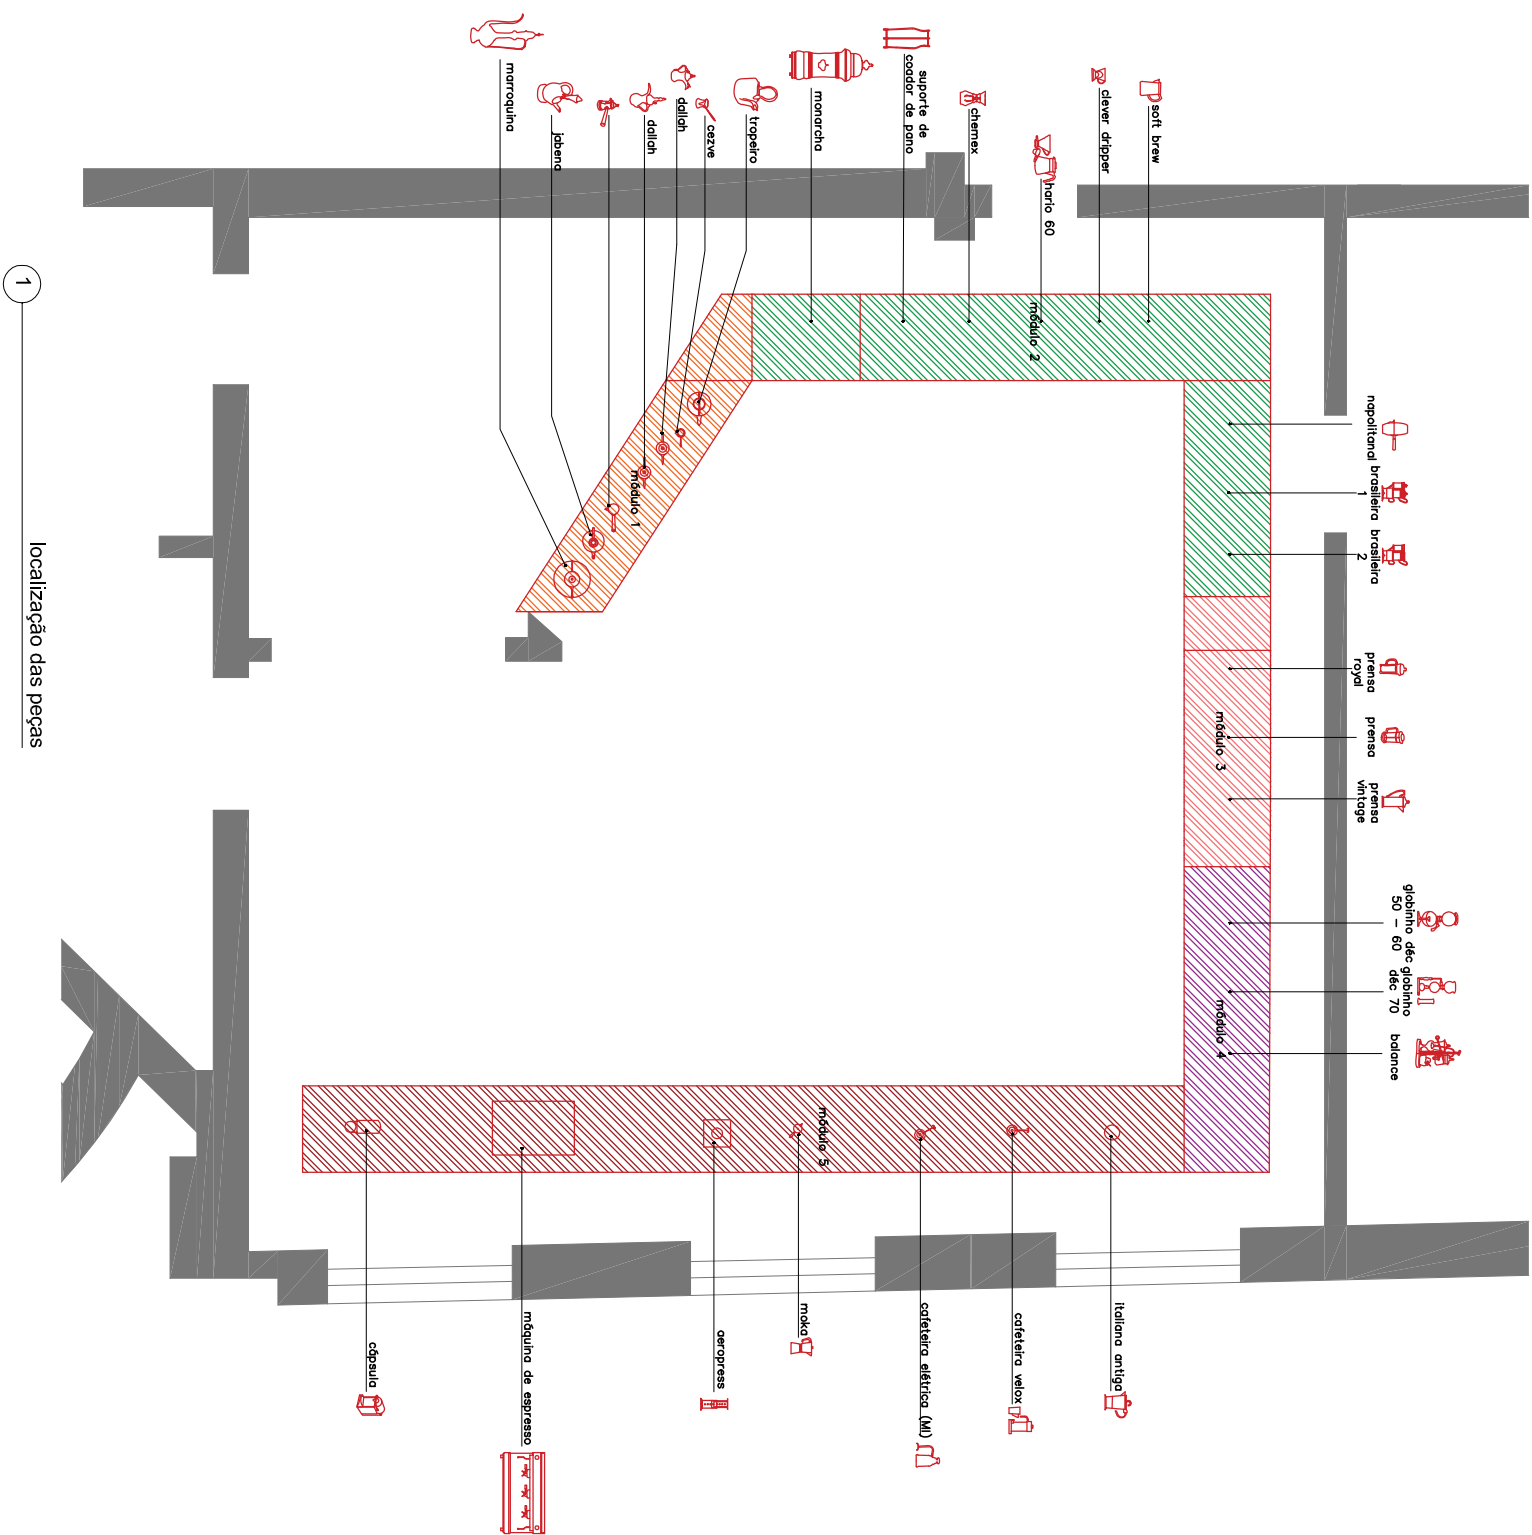 marroquina
jabena
dallah
dallah
cezve
tropeiro
monarcha
suporte de
coador de pano
chemex
hario 60
clever dripper
soft brew
módulo 1
módulo 2
napolitanal
brasileira
1
brasileira
2
prensa
royal
prensa
prensa
vintage
módulo 3
globinho déc
50 - 60
globinho
déc 70
balance
módulo 4
módulo 5
italiana antiga
cafeteira velox
cafeteira elétrica (MI)
moka
aeropress
máquina de espresso
cápsula
1
localização das peças